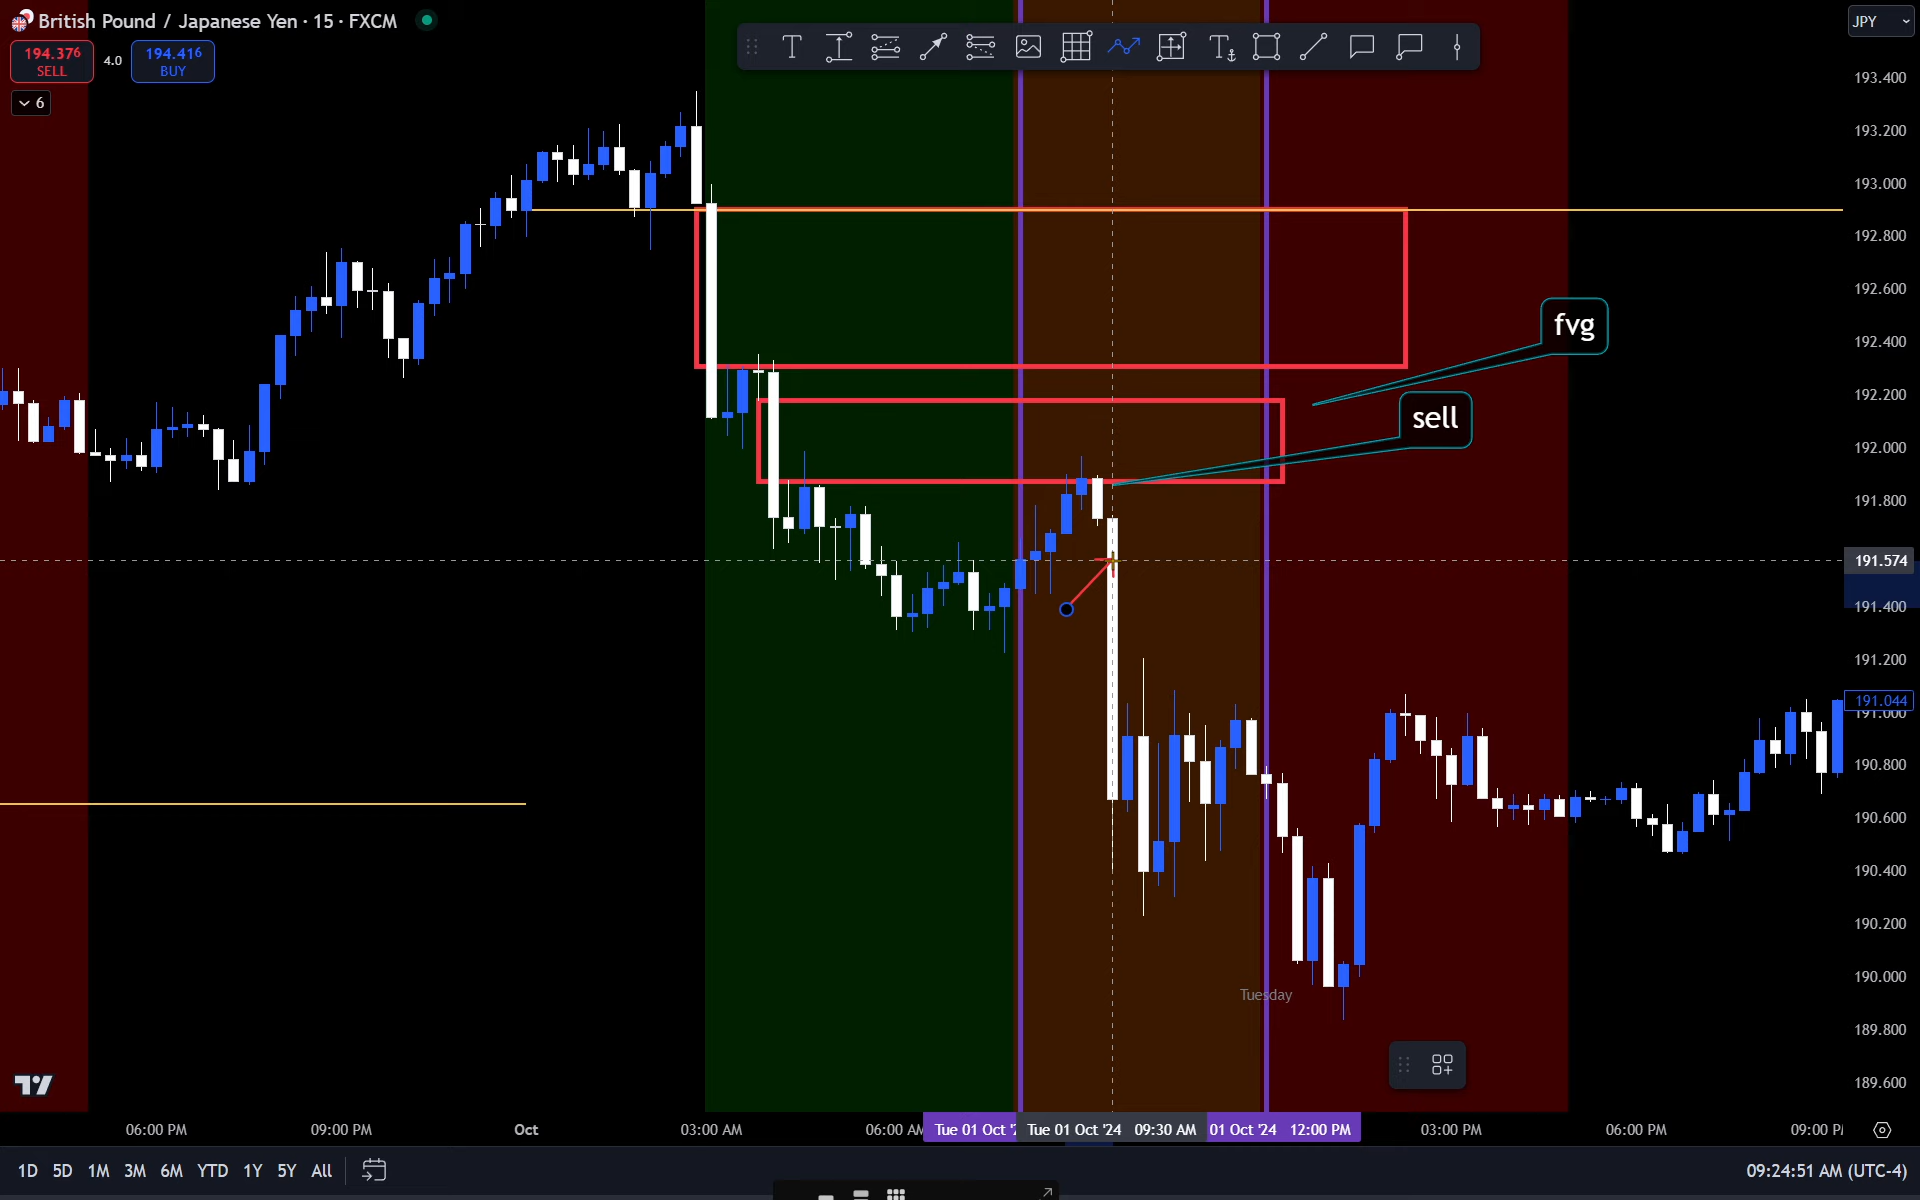 British Pound / Japanese Yen · 15 · FXCM
JPY
194.376
SELL
4.0
194.416
BUY
6
193.400
193.200
193.000
192.800
192.600
192.400
192.200
192.000
191.800
191.574
191.400
191.200
191.044
191.000
190.800
190.600
190.400
190.200
190.000
189.800
189.600
fvg
sell
Tuesday
06:00 PM
09:00 PM
Oct
03:00 AM
06:00 AM
Tue 01 Oct '
Tue 01 Oct '24 09:30 AM
01 Oct '24 12:00 PM
03:00 PM
06:00 PM
09:00 P
1D 5D 1M 3M 6M YTD 1Y 5Y All
09:24:51 AM (UTC-4)